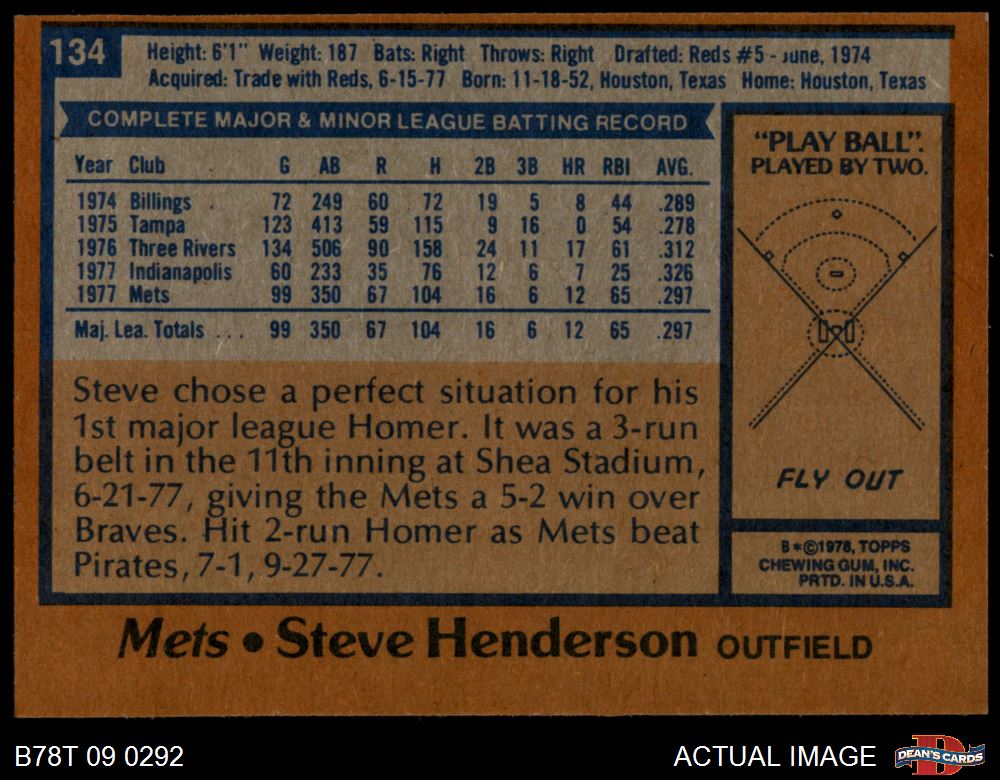 134
Height: 6'1" Weight: 187 Bats: Right Throws: Right Drafted: Reds #5 - June, 1974
Acquired: Trade with Reds, 6-15-77 Born: 11-18-52, Houston, Texas Home: Houston, Texas
COMPLETE MAJOR & MINOR LEAGUE BATTING RECORD
Year Club G AB R H 2B 3B HR RBI AVG.
1974 Billings 72 249 60 72 19 5 8 44 .289
1975 Tampa 123 413 59 115 9 16 0 54 .278
1976 Three Rivers 134 506 90 158 24 11 17 61 .312
1977 Indianapolis 60 233 35 76 12 6 7 25 .326
1977 Mets 99 350 67 104 16 6 12 65 .297
Maj. Lea. Totals ... 99 350 67 104 16 6 12 65 .297
Steve chose a perfect situation for his
1st major league Homer. It was a 3-run
belt in the 11th inning at Shea Stadium,
6-21-77, giving the Mets a 5-2 win over
Braves. Hit 2-run Homer as Mets beat
Pirates, 7-1, 9-27-77.
"PLAY BALL":
PLAYED BY TWO.
FLY OUT
B*©1978, TOPPS
CHEWING GUM, INC.
PRTD. IN U.S.A.
Mets • Steve Henderson OUTFIELD
B78T 09 0292
ACTUAL IMAGE
D
DEAN'S CARDS